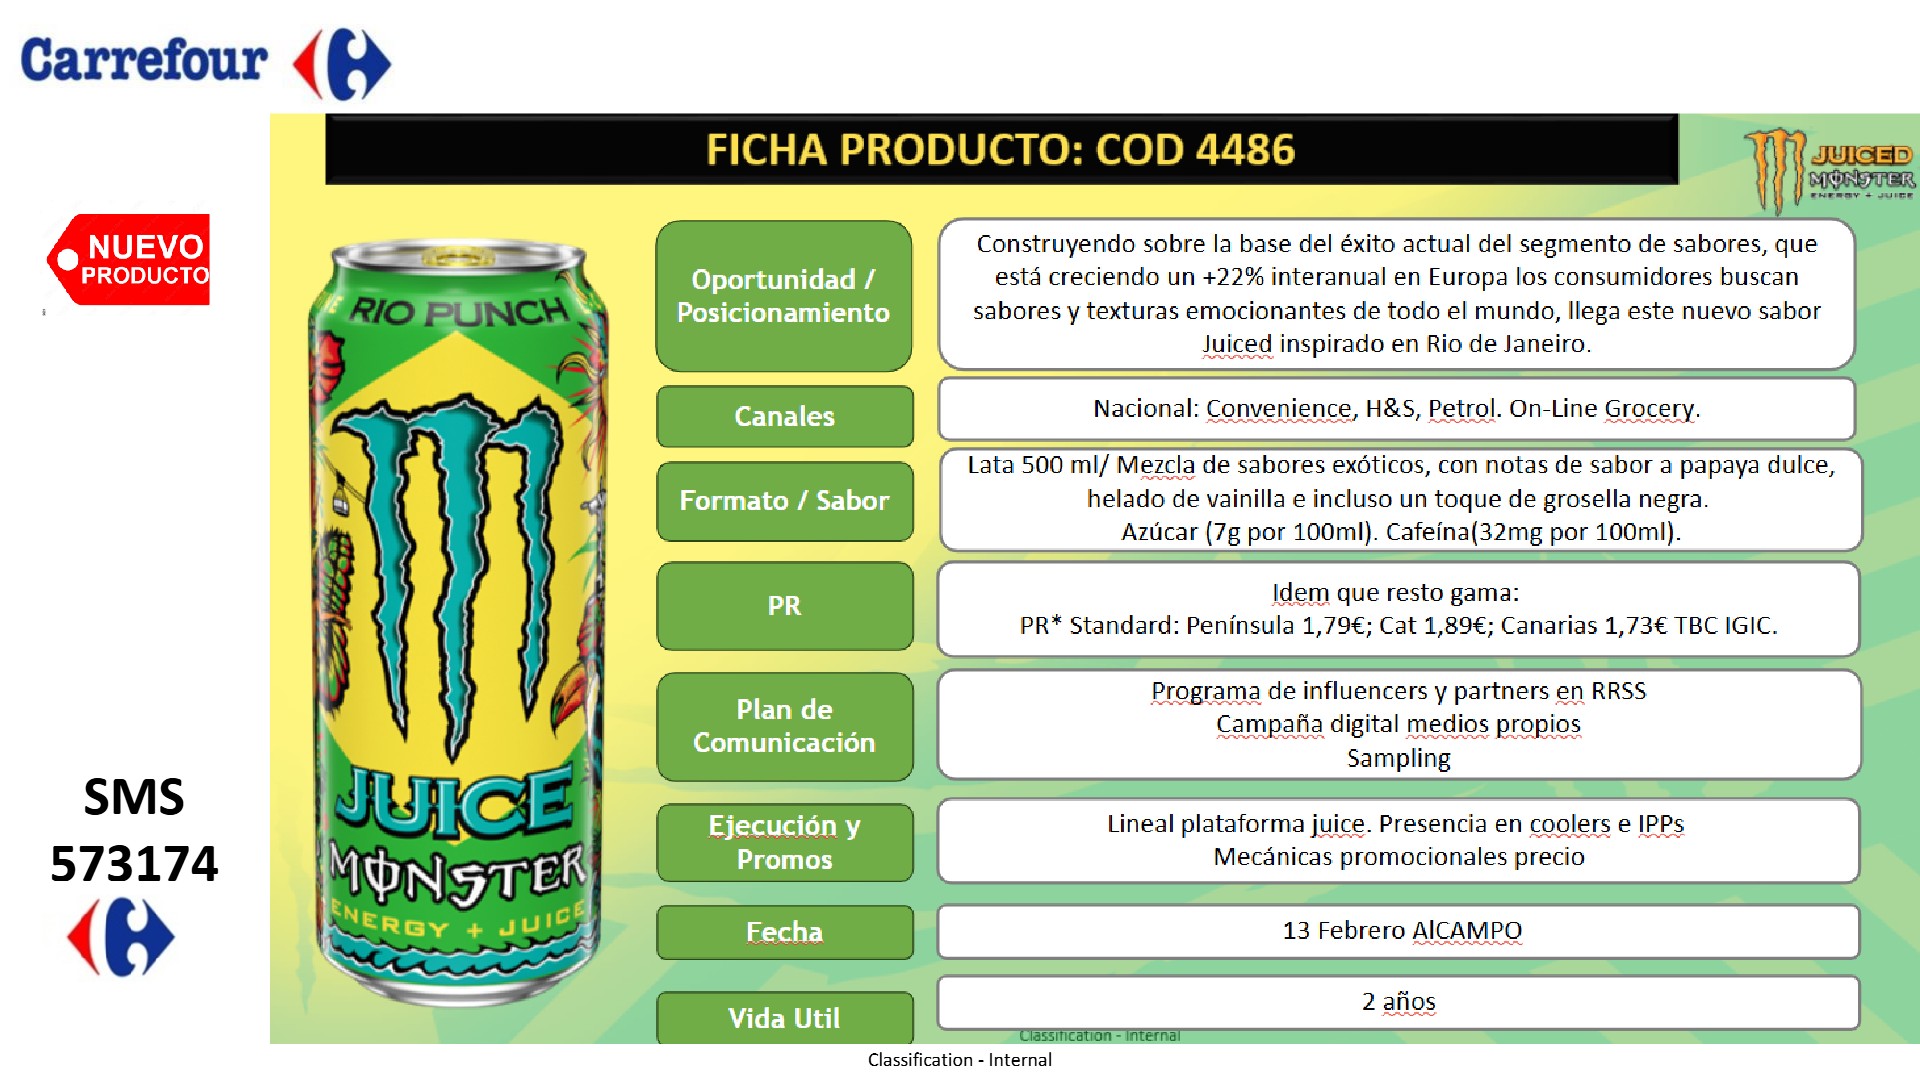 Carrefour
FICHA PRODUCTO: COD 4486
JUICED
MONSTER
ENERGY + JUICE
NUEVO
PRODUCTO
RIO PUNCH
JUICE
MONSTER
ENERGY + JUICE
Oportunidad /
Posicionamiento
Construyendo sobre la base del éxito actual del segmento de sabores, que
está creciendo un +22% interanual en Europa los consumidores buscan
sabores y texturas emocionantes de todo el mundo, llega este nuevo sabor
Juiced inspirado en Rio de Janeiro.
Canales
Nacional: Convenience, H&S, Petrol. On-Line Grocery.
Formato / Sabor
Lata 500 ml/ Mezcla de sabores exóticos, con notas de sabor a papaya dulce,
helado de vainilla e incluso un toque de grosella negra.
Azúcar (7g por 100ml). Cafeína(32mg por 100ml).
PR
Idem que resto gama:
PR* Standard: Península 1,79€; Cat 1,89€; Canarias 1,73€ TBC IGIC.
Plan de
Comunicación
Programa de influencers y partners en RRSS
Campaña digital medios propios
Sampling
Ejecución y
Promos
Lineal plataforma juice. Presencia en coolers e IPPs
Mecánicas promocionales precio
Fecha
13 Febrero AlCAMPO
Vida Util
2 años
SMS
573174
Classification - Internal
Classification - Internal